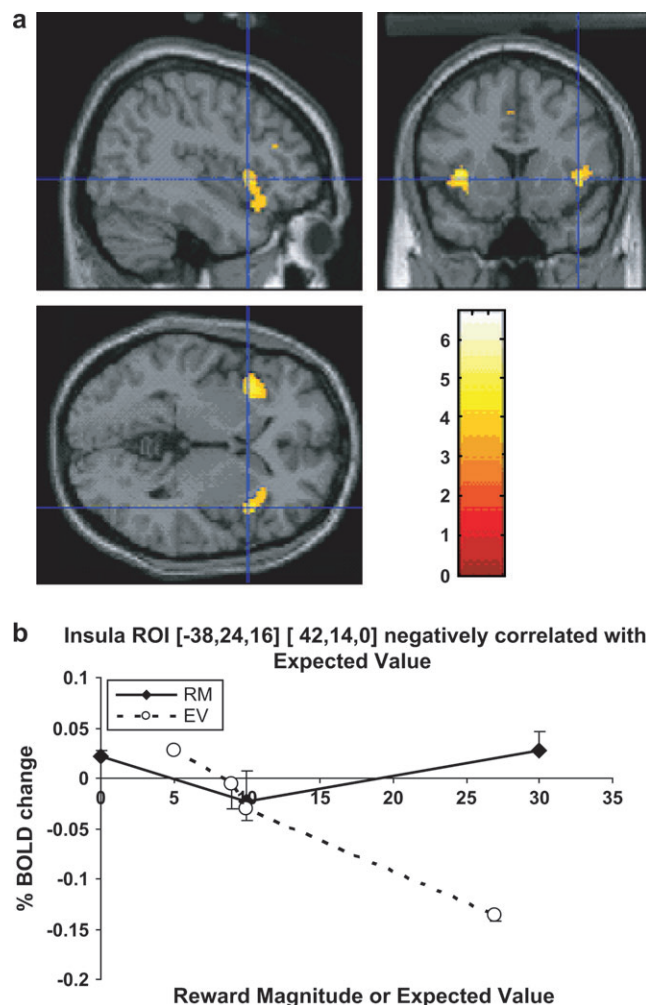 a
6
5
4
3
2
1
0
b Insula ROI [-38,24,16] [ 42,14,0] negatively correlated with
Expected Value
RM
EV
0.1
0.05
0
-0.05
-0.1
-0.15
-0.2
0 5 10 15 20 25 30 35
% BOLD change
Reward Magnitude or Expected Value